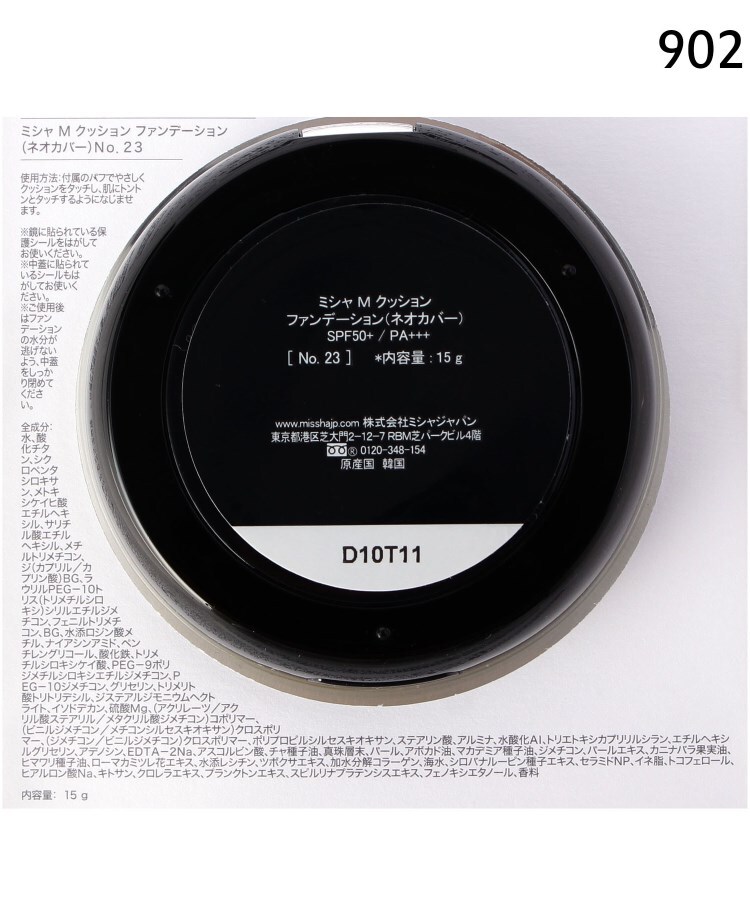 902
ミシャ M クッション ファンデーション
(ネオカバー)No. 23
使用方法:付属のパフでやさしく
クッションをタッチし、肌にトント
ンとタッチするようになじませ
ます。
※鏡に貼られている保
護シールをはがして
お使いください。
※中蓋に貼られて
いるシールもは
がしてお使いく
ださい。
※ご使用後
はファン
デーション
の水分が
逃げない
よう、中蓋
をしっか
り閉めて
くださ
い。
全成分:
水、酸
化チタ
ン、シク
ロペンタ
シロキサ
ン、メトキ
シケイヒ酸
エチルヘキ
シル、サリチ
ル酸エチル
ヘキシル、メチ
ルトリメチコン、
ジ(カプリル/カ
プリン酸)BG、ラ
ウリルPEG-10ト
リス(トリメチルシロ
キシ)シリルエチルジメ
チコン、フェニルトリメチ
コン、BG、水添ロジン酸メ
チル、ナイアシンアミド、ペン
チレングリコール、酸化鉄、トリメ
チルシロキシケイ酸、PEG-9ポリ
ジメチルシロキシエチルジメチコン、P
EG-10ジメチコン、グリセリン、トリメリト
酸トリトリデシル、ジステアルジモニウムヘクト
ライト、イソドデカン、硫酸Mg、(アクリレーツ/アク
リル酸ステアリル/メタクリル酸ジメチコン)コポリマー、
(ビニルジメチコン/メチコンシルセスキオキサン)クロスポリ
マー、(ジメチコン/ビニルジメチコン)クロスポリマー、ポリプロピルシルセスキオキサン、ステアリン酸、アルミナ、水酸化Al、トリエトキシカプリリルシラン、エチルヘキシ
ルグリセリン、アデノシン、EDTA-2Na、アスコルビン酸、チャ種子油、真珠層末、パール、アボカド油、マカデミア種子油、ジメチコン、パールエキス、カニナバラ果実油、
ヒマワリ種子油、ローマカミツレ花エキス、水添レシチン、ツボクサエキス、加水分解コラーゲン、海水、シロバナルーピン種子エキス、セラミドNP、イネ脂、トコフェロール、
ヒアルロン酸Na、キトサン、クロレラエキス、プランクトンエキス、スピルリナプラテンシスエキス、フェノキシエタノール、香料
内容量: 15 g
ミシャ M クッション
ファンデーション(ネオカバー)
SPF50+ / PA+++
[ No. 23 ] *内容量 : 15 g
www.misshajp.com 株式会社ミシャジャパン
東京都港区芝大門2-12-7 RBM芝パークビル4階
® 0120-348-154
原産国 韓国
D10T11